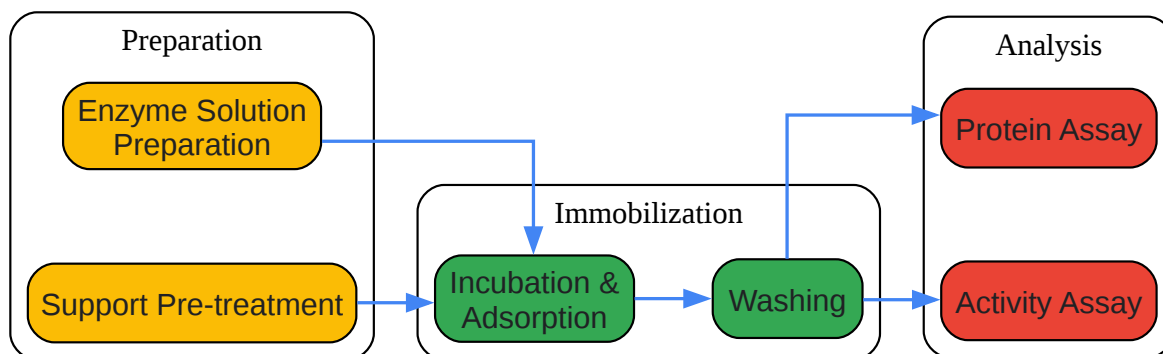 Preparation
Enzyme Solution
Preparation
Support Pre-treatment
Immobilization
Incubation &
Adsorption
Washing
Analysis
Protein Assay
Activity Assay